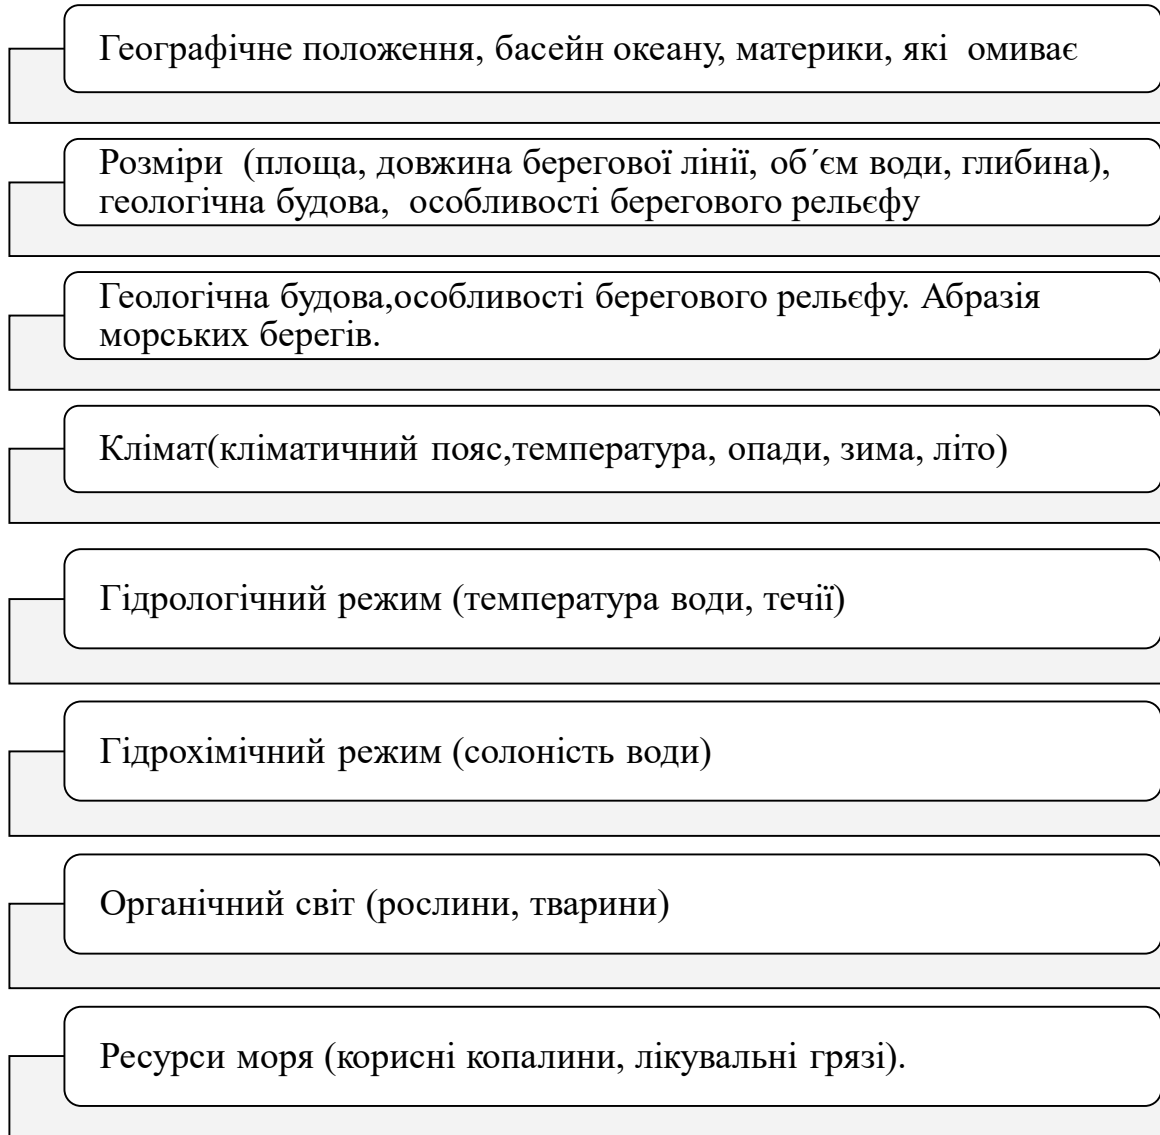 Географічне положення, басейн океану, материки, які  омиває
Розміри  (площа, довжина берегової лінії, об´єм води, глибина),
геологічна будова,  особливості берегового рельєфу
Геологічна будова,особливості берегового рельєфу. Абразія
морських берегів.
Клімат(кліматичний пояс,температура, опади, зима, літо)
Гідрологічний режим (температура води, течії)
Гідрохімічний режим (солоність води)
Органічний світ (рослини, тварини)
Ресурси моря (корисні копалини, лікувальні грязі).